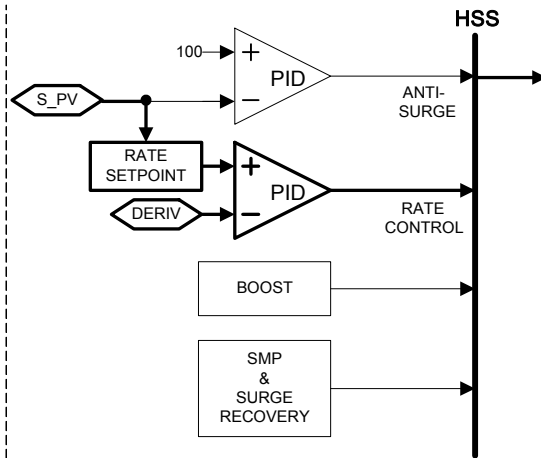 HSS
100
+
PID
−
ANTI-
SURGE
S_PV
RATE
SETPOINT
+
PID
−
DERIV
RATE
CONTROL
BOOST
SMP
&
SURGE
RECOVERY